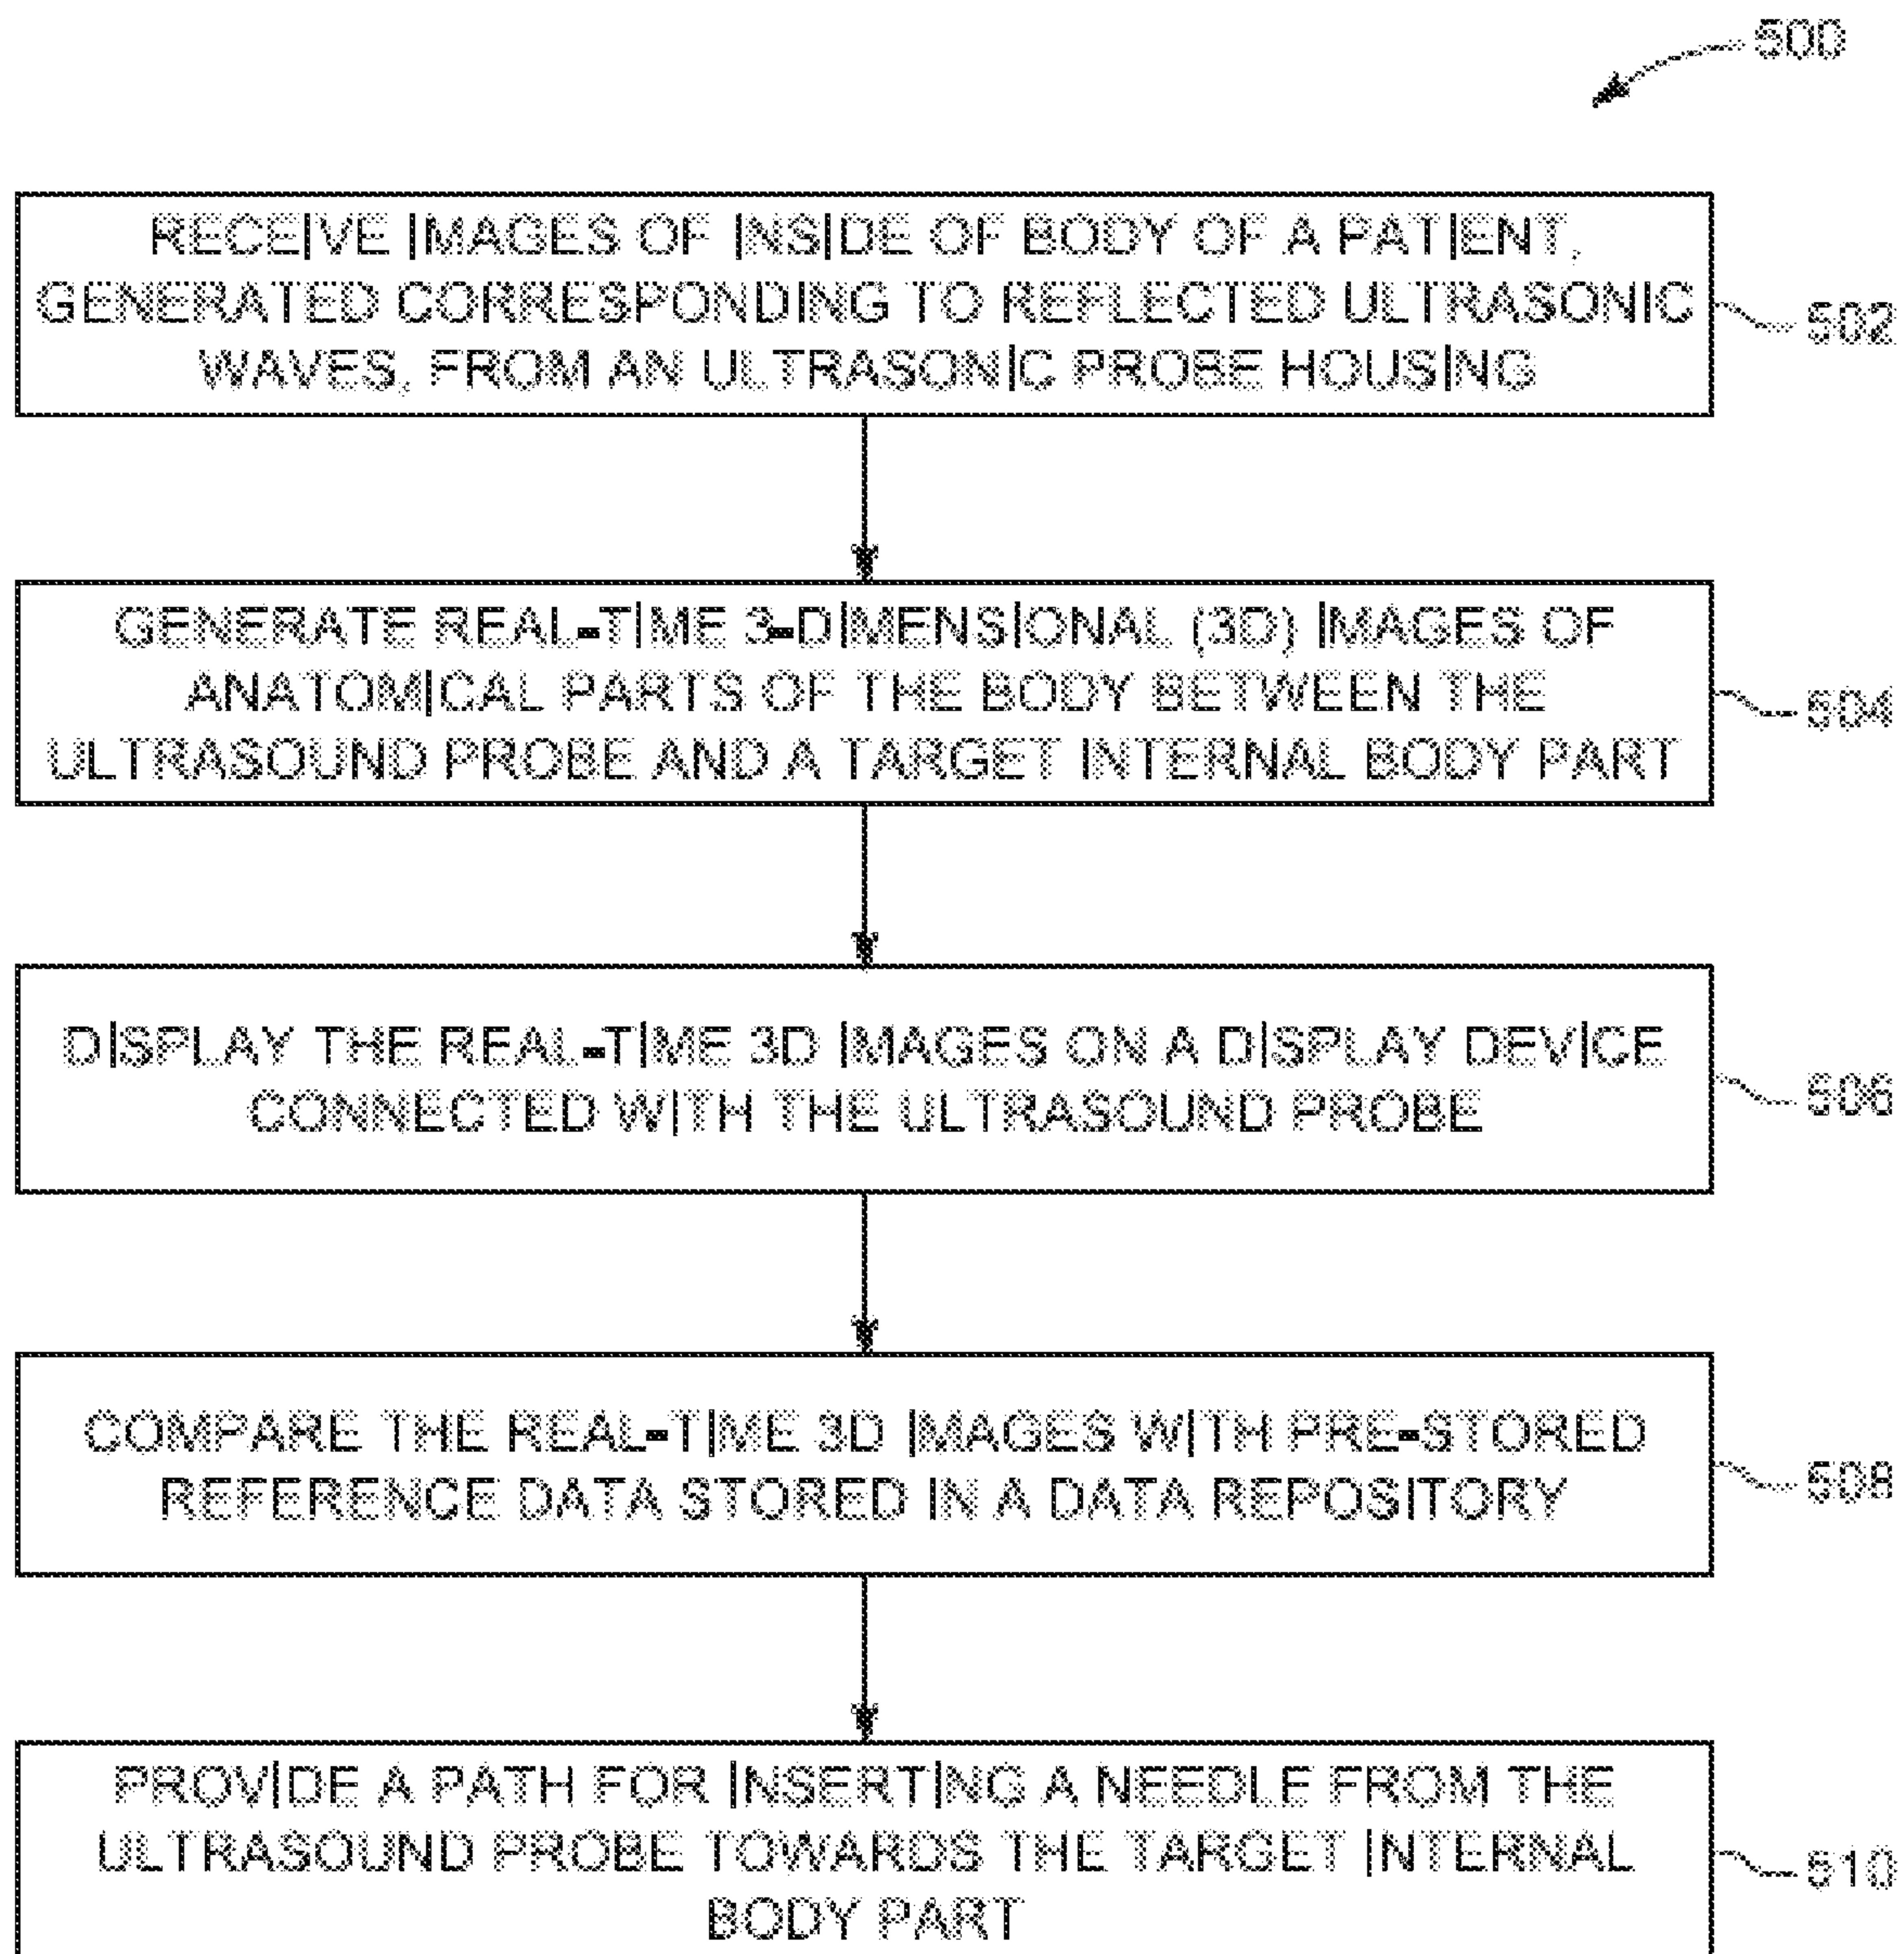 500
RECEIVE IMAGES OF INSIDE OF BODY OF A PATIENT,
GENERATED CORRESPONDING TO REFLECTED ULTRASONIC
WAVES, FROM AN ULTRASONIC PROBE HOUSING
502
GENERATE REAL-TIME 3-DIMENSIONAL (3D) IMAGES OF
ANATOMICAL PARTS OF THE BODY BETWEEN THE
ULTRASOUND PROBE AND A TARGET INTERNAL BODY PART
504
DISPLAY THE REAL-TIME 3D IMAGES ON A DISPLAY DEVICE
CONNECTED WITH THE ULTRASOUND PROBE
506
COMPARE THE REAL-TIME 3D IMAGES WITH PRE-STORED
REFERENCE DATA STORED IN A DATA REPOSITORY
508
PROVIDE A PATH FOR INSERTING A NEEDLE FROM THE
ULTRASOUND PROBE TOWARDS THE TARGET INTERNAL
BODY PART
510